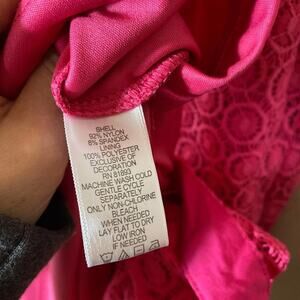 SHELL
92% NYLON
8% SPANDEX
LINING
100% POLYESTER
EXCLUSIVE OF
DECORATION
RN 81893
MACHINE WASH COLD
GENTLE CYCLE
SEPARATELY
ONLY NON-CHLORINE
BLEACH
WHEN NEEDED
LAY FLAT TO DRY
LOW IRON
IF NEEDED